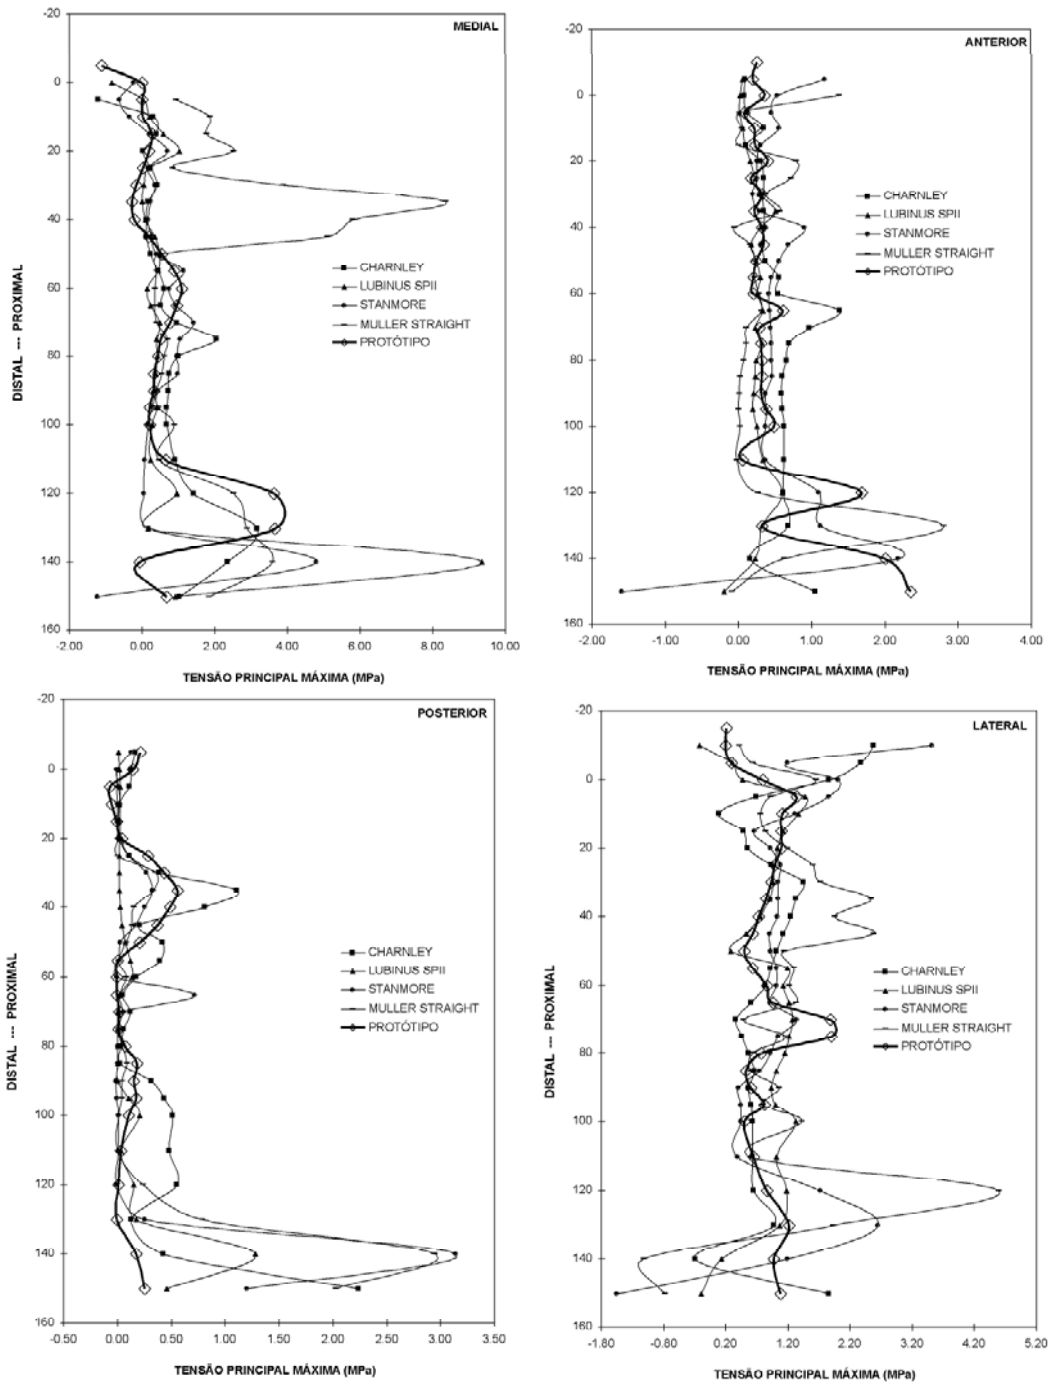 MEDIAL
-20
0
20
40
60
80
100
120
140
160
DISTAL --- PROXIMAL
CHARNLEY
LUBINUS SPII
STANMORE
MULLER STRAIGHT
PROTÓTIPO
-2.00 0.00 2.00 4.00 6.00 8.00 10.00
TENSÃO PRINCIPAL MÁXIMA (MPa)
ANTERIOR
-20
0
20
40
60
80
100
120
140
160
CHARNLEY
LUBINUS SPII
STANMORE
MULLER STRAIGHT
PROTÓTIPO
-2.00 -1.00 0.00 1.00 2.00 3.00 4.00
TENSÃO PRINCIPAL MÁXIMA (MPa)
POSTERIOR
-20
0
20
40
60
80
100
120
140
160
DISTAL --- PROXIMAL
CHARNLEY
LUBINUS SPII
STANMORE
MULLER STRAIGHT
PROTÓTIPO
-0.50 0.00 0.50 1.00 1.50 2.00 2.50 3.00 3.50
TENSÃO PRINCIPAL MÁXIMA (MPa)
LATERAL
-20
0
20
40
60
80
100
120
140
160
DISTAL --- PROXIMAL
CHARNLEY
LUBINUS SPII
STANMORE
MULLER STRAIGHT
PROTÓTIPO
-1.80 -0.80 0.20 1.20 2.20 3.20 4.20 5.20
TENSÃO PRINCIPAL MÁXIMA (MPa)